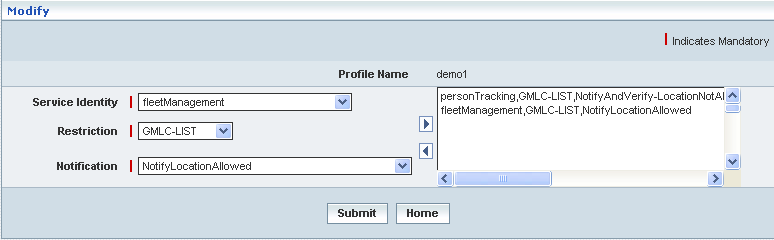 Modify
Indicates Mandatory
Profile Name demo1
Service Identity fleetManagement
Restriction GMLC-LIST
Notification NotifyLocationAllowed
personTracking,GMLC-LIST,NotifyAndVerify-LocationNotAl
fleetManagement,GMLC-LIST,NotifyLocationAllowed
Submit Home